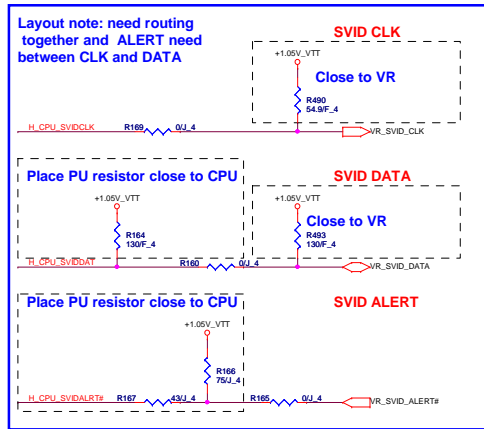 Layout note: need routing
together and ALERT need
between CLK and DATA
SVID CLK
+1.05V_VTT
Close to VR
R490
54.9/F_4
H_CPU_SVIDCLK
R169
0/J_4
VR_SVID_CLK
Place PU resistor close to CPU
SVID DATA
+1.05V_VTT
+1.05V_VTT
Close to VR
R164
130/F_4
R493
130/F_4
H_CPU_SVIDDAT
R160
0/J_4
VR_SVID_DATA
Place PU resistor close to CPU
SVID ALERT
+1.05V_VTT
R166
75/J_4
H_CPU_SVIDALRT#
R167
43/J_4
R165
0/J_4
VR_SVID_ALERT#